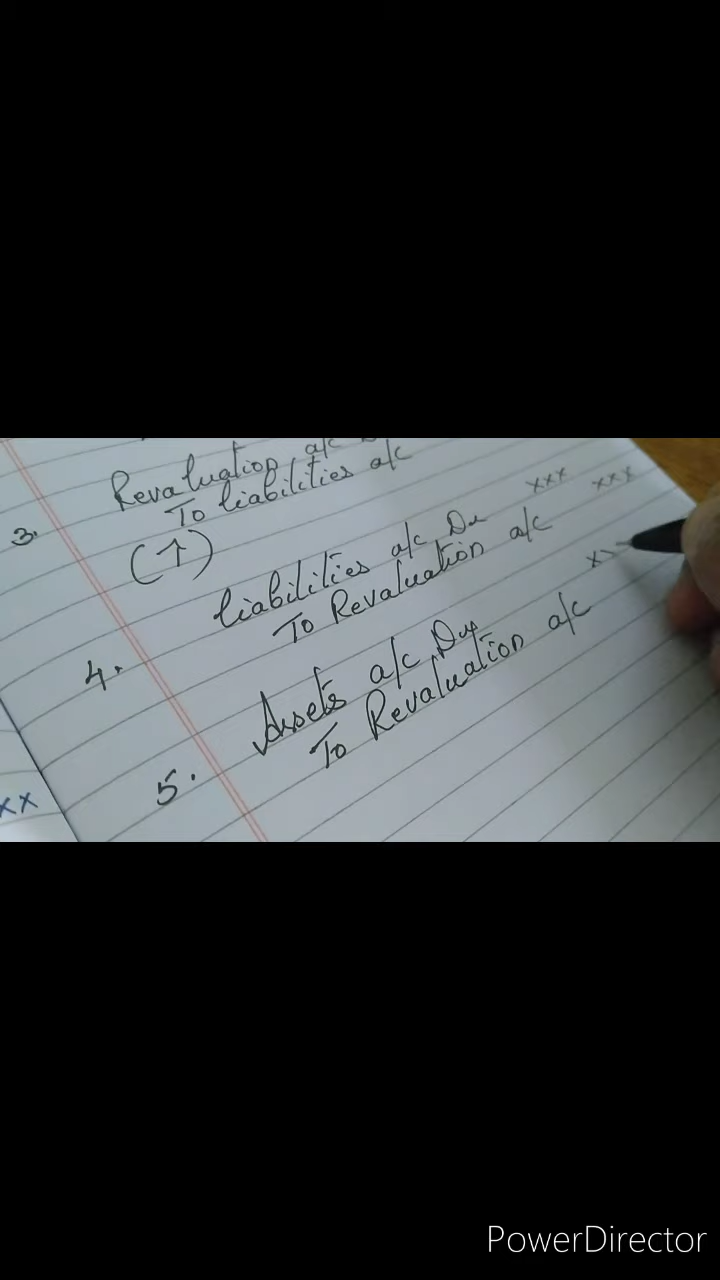 Revaluation a/c
3. To liabilities a/c
(↑)
xxx
liabilities a/c Dr xxx
4. To Revaluation a/c
Assets a/c Dr
5. To Revaluation a/c
xx
PowerDirector